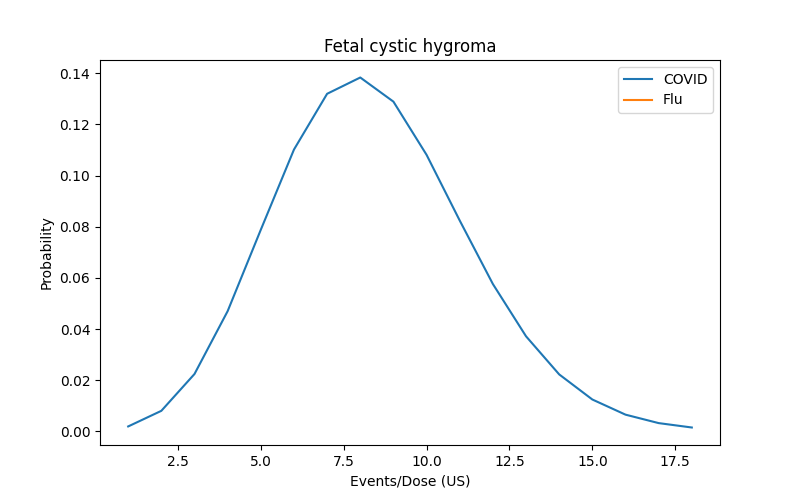 Fetal cystic hygroma
COVID
Flu
Probability
0.14
0.12
0.10
0.08
0.06
0.04
0.02
0.00
2.5 5.0 7.5 10.0 12.5 15.0 17.5
Events/Dose (US)